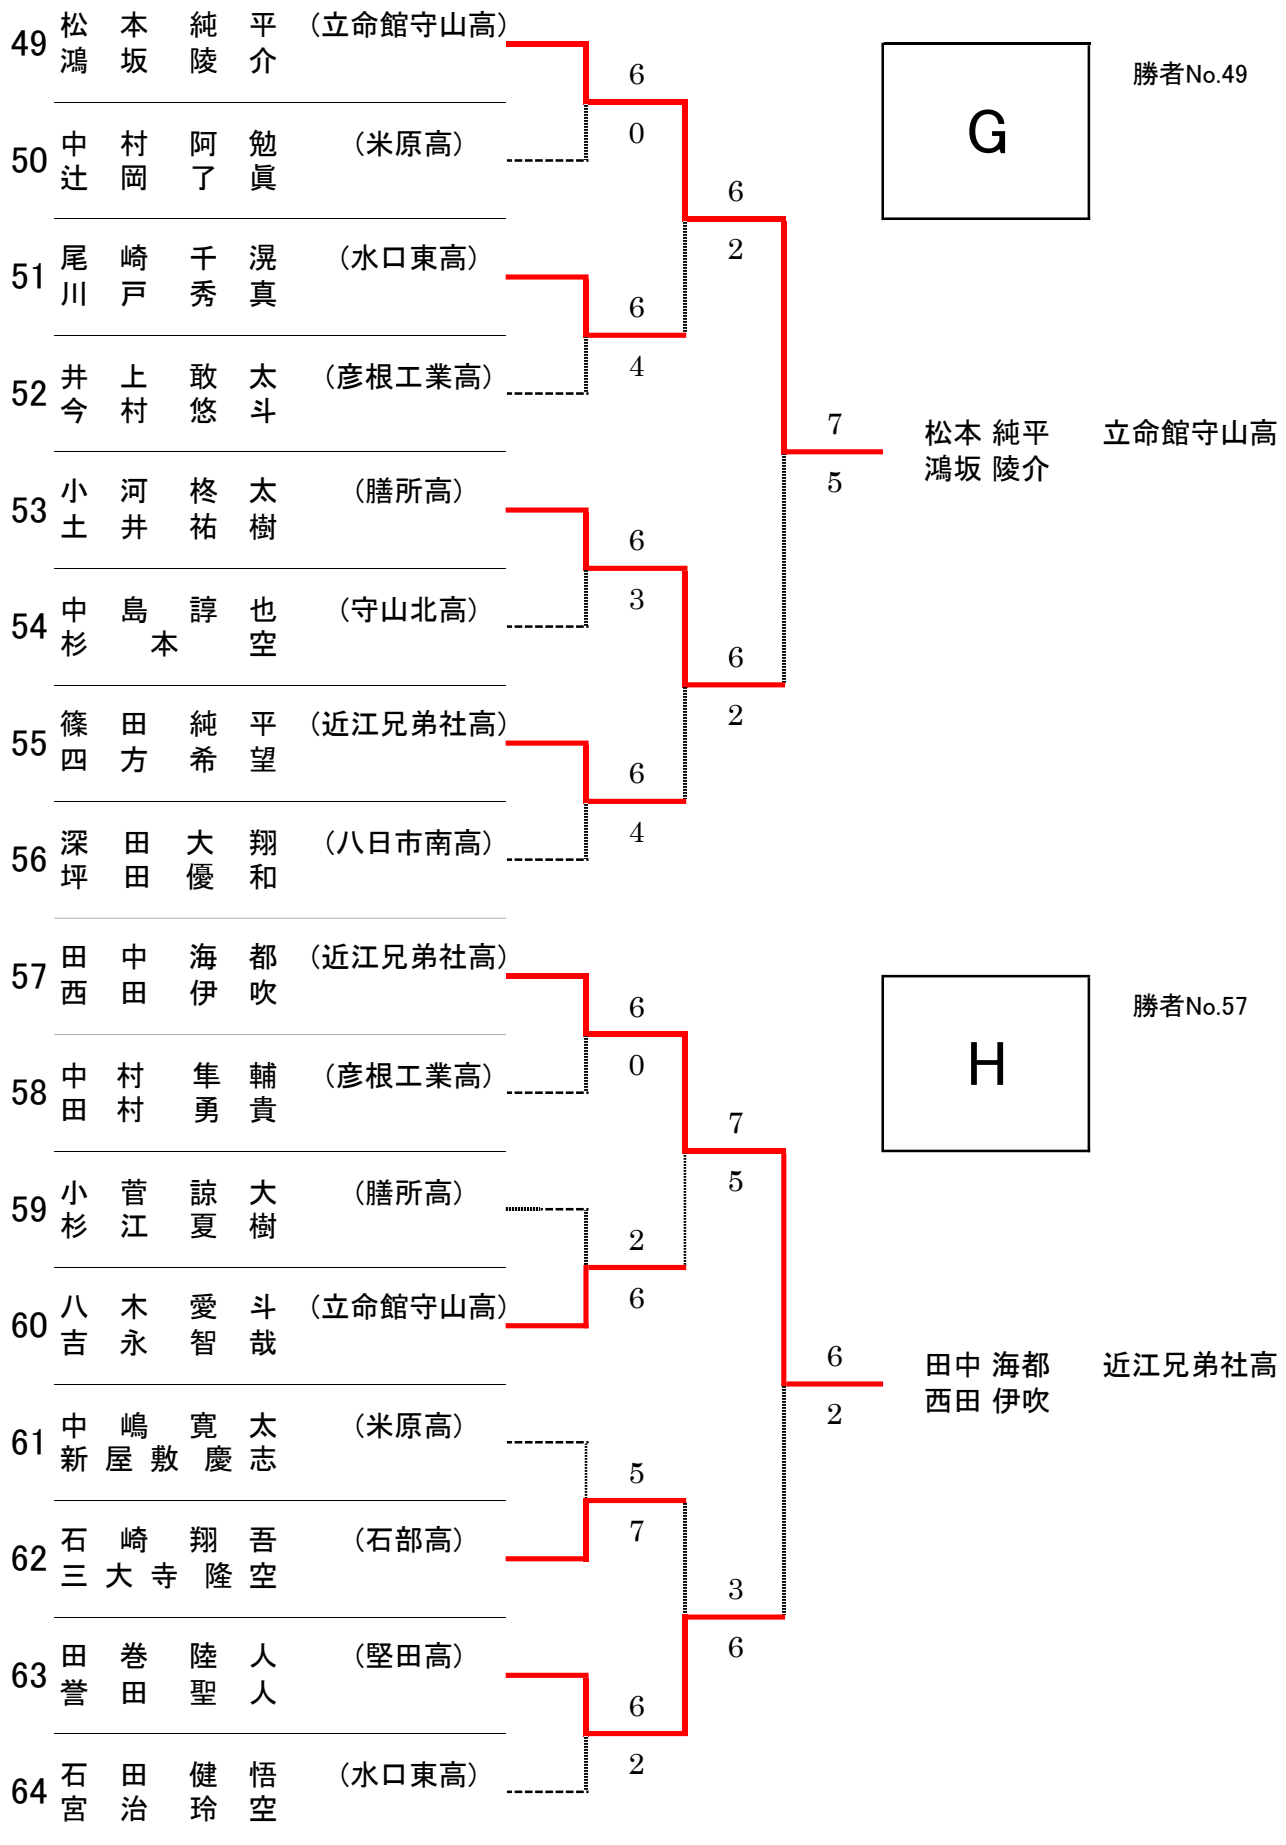 49 松本純平 (立命館守山高)
鴻坂陵介
6
0
50 中村阿勉 (米原高)
辻岡了眞
6
2
51 尾崎千滉 (水口東高)
川戸秀真
6
4
52 井上敢太 (彦根工業高)
今村悠斗
G
勝者No.49
7
5
松本 純平 立命館守山高
鴻坂 陵介
53 小河柊太 (膳所高)
土井祐樹
6
3
54 中島諄也 (守山北高)
杉本空
6
2
55 篠田純平 (近江兄弟社高)
四方希望
6
4
56 深田大翔 (八日市南高)
坪田優和
57 田中海都 (近江兄弟社高)
西田伊吹
6
0
58 中村隼輔 (彦根工業高)
田村勇貴
7
5
59 小菅諒大 (膳所高)
杉江夏樹
2
6
60 八木愛斗 (立命館守山高)
吉永智哉
H
勝者No.57
6
2
田中 海都 近江兄弟社高
西田 伊吹
61 中嶋寛太 (米原高)
新屋敷慶志
5
7
62 石崎翔吾 (石部高)
三大寺隆空
3
6
63 田巻陸人 (堅田高)
誉田聖人
6
2
64 石田健悟 (水口東高)
宮治玲空